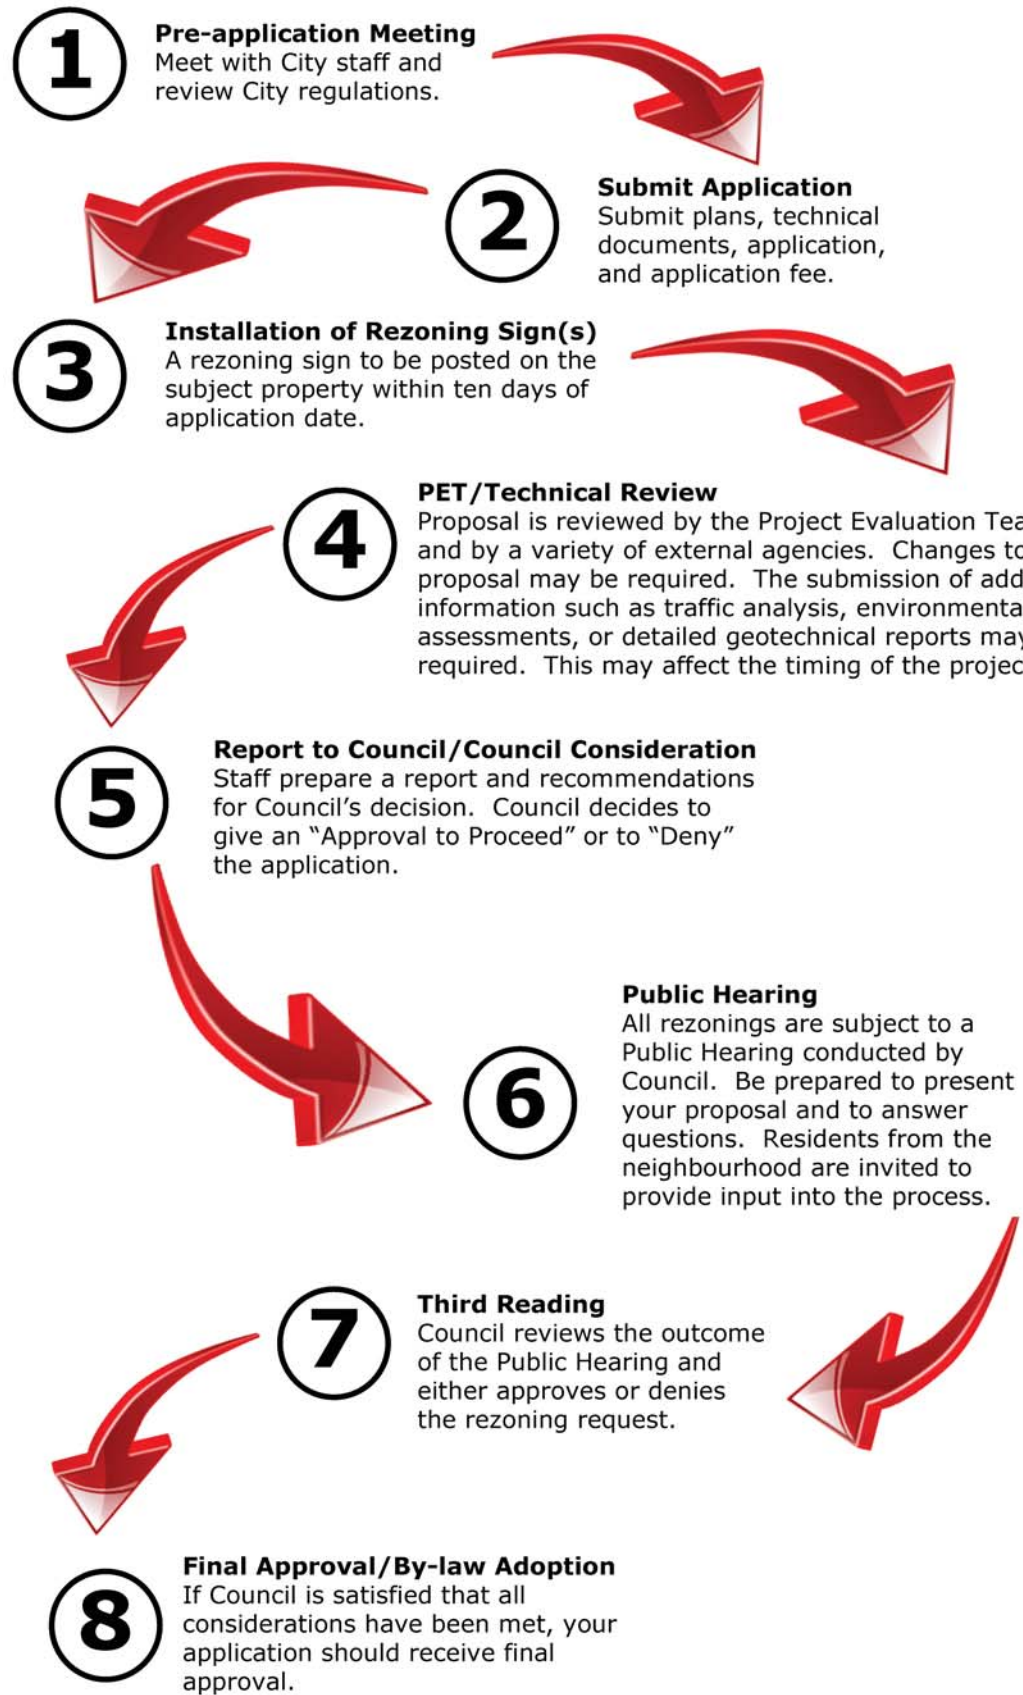 1
Pre-application Meeting
Meet with City staff and
review City regulations.
2
Submit Application
Submit plans, technical
documents, application,
and application fee.
3
Installation of Rezoning Sign(s)
A rezoning sign to be posted on the
subject property within ten days of
application date.
4
PET/Technical Review
Proposal is reviewed by the Project Evaluation
and by a variety of external agencies. Changes to
proposal may be required. The submission of
information such as traffic analysis,
assessments, or detailed geotechnical reports may
required. This may affect the timing of the
5
Report to Council/Council Consideration
Staff prepare a report and recommendations
for Council's decision. Council decides to
give an “Approval to Proceed” or to “Deny”
the application.
6
Public Hearing
All rezonings are subject to a
Public Hearing conducted by
Council. Be prepared to present
your proposal and to answer
questions. Residents from the
neighbourhood are invited to
provide input into the process.
7
Third Reading
Council reviews the outcome
of the Public Hearing and
either approves or denies
the rezoning request.
8
Final Approval/By-law Adoption
If Council is satisfied that all
considerations have been met, your
application should receive final
approval.